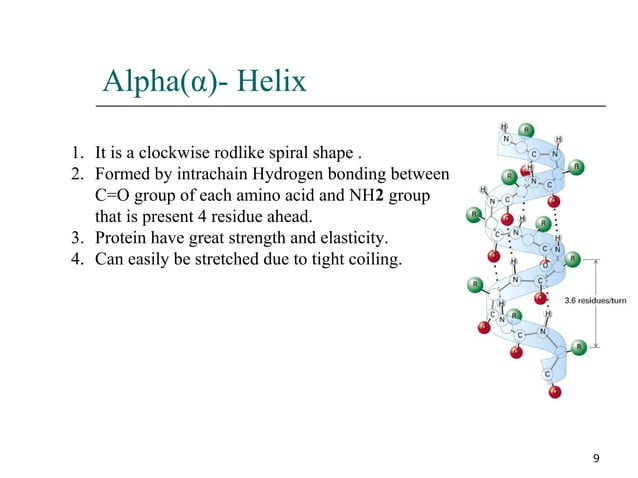 Alpha(α)- Helix
1. It is a clockwise rodlike spiral shape .
2. Formed by intrachain Hydrogen bonding between
C=O group of each amino acid and NH2 group
that is present 4 residue ahead.
3. Protein have great strength and elasticity.
4. Can easily be stretched due to tight coiling.
H
R
N
H
C
N
R
H
R
N
C
H
N
C
R
R
H
C
N
H
C
N
C
R
H
R
N
C
H
H
C
N
R
N
C
R
C
3.6 residues/turn
9